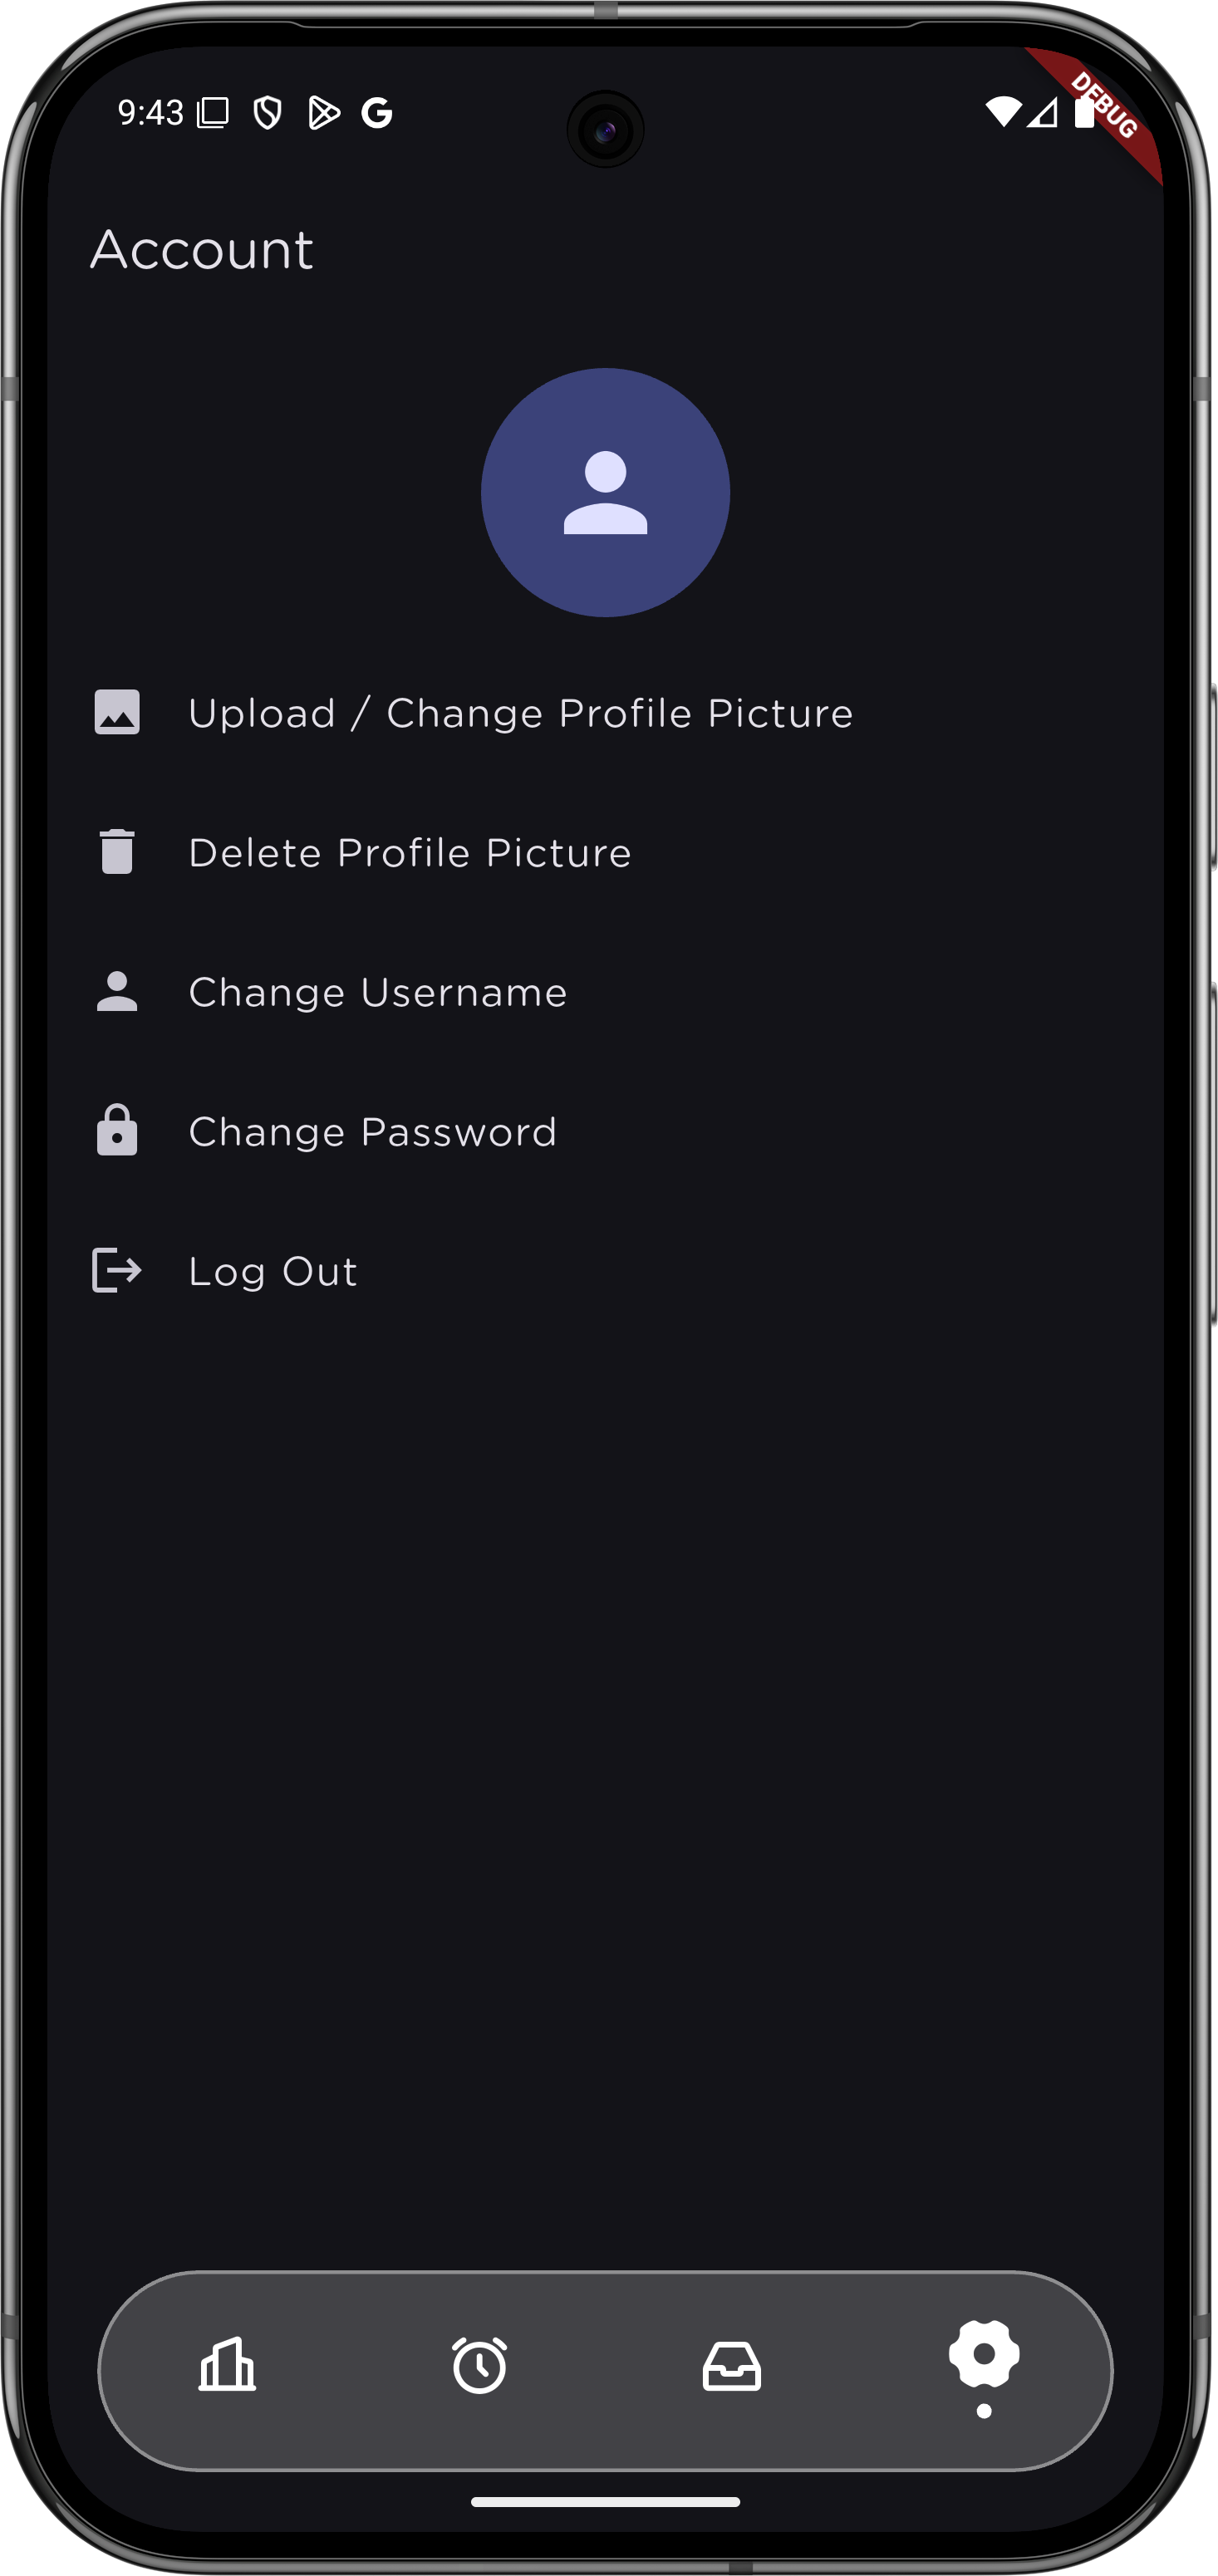 9:43
DEBUG
Account
Upload / Change Profile Picture
Delete Profile Picture
Change Username
Change Password
Log Out